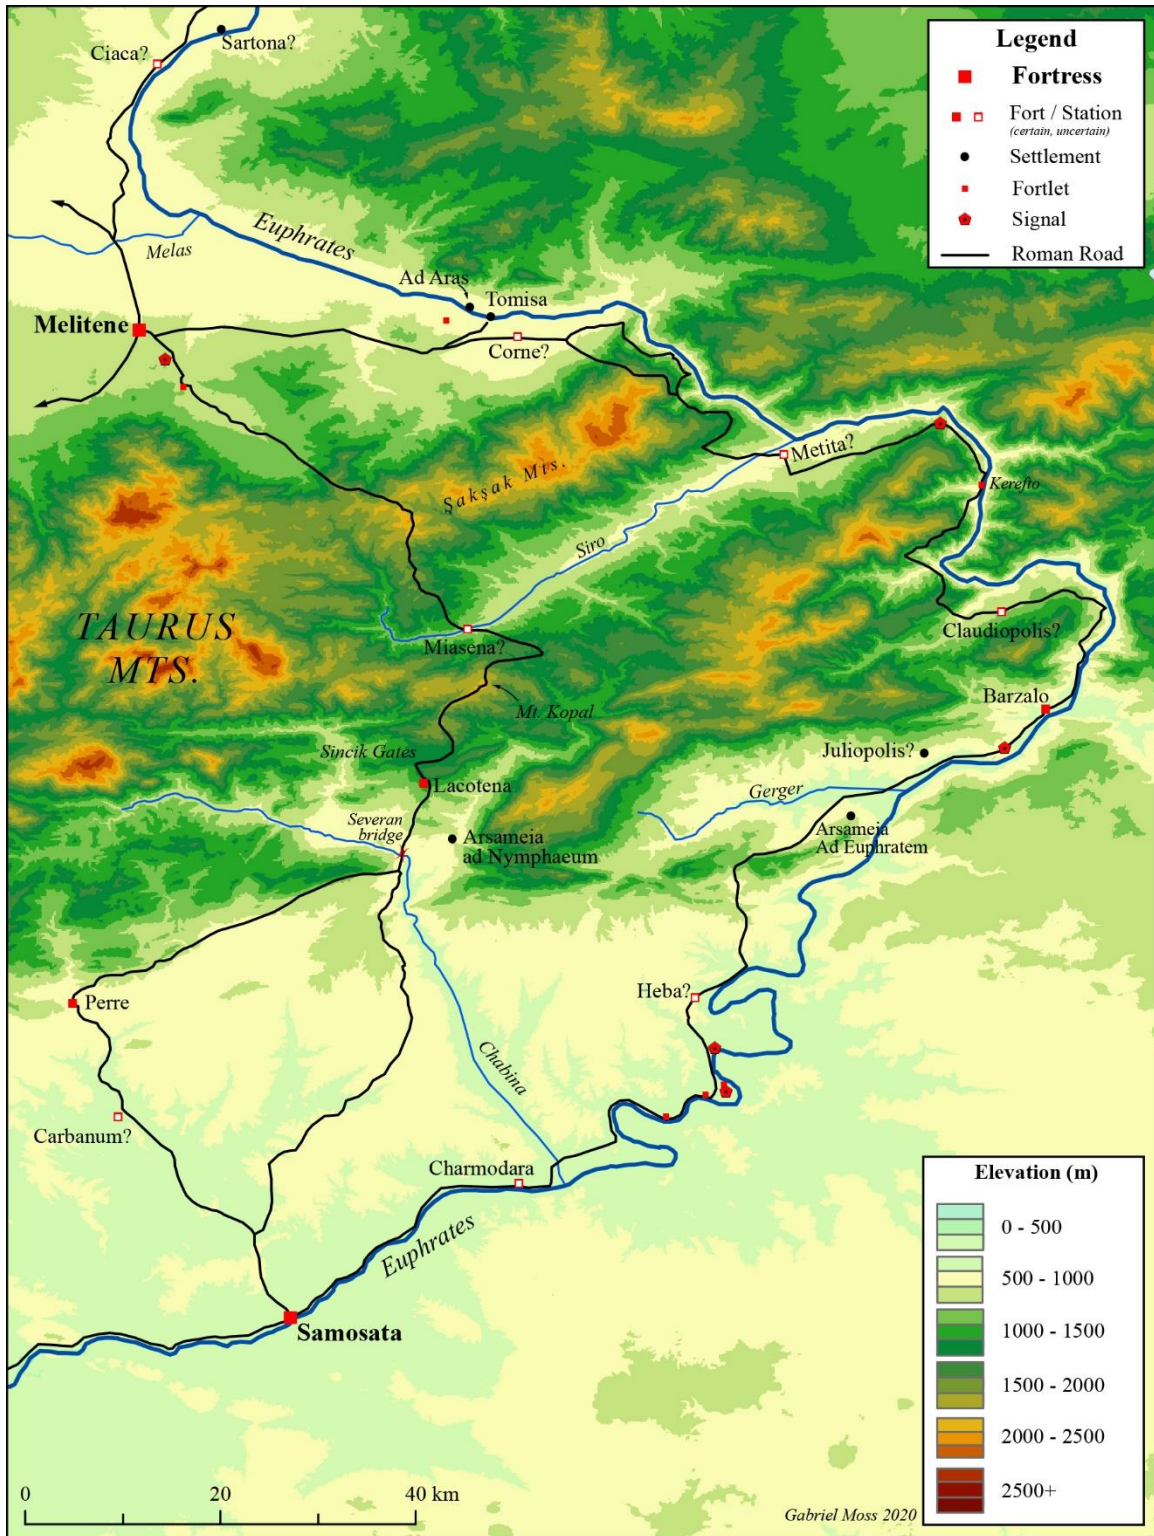 Legend
Fortress
Fort / Station
(certain, uncertain)
Settlement
Fortlet
Signal
Roman Road
Sartona?
Ciaca?
Euphrates
Melas
Ad Aras
Tomisa
Melitene
Corne?
Metita?
Şakşak Mts.
Kerefto
Siro
TAURUS
MTS.
Claudiopolis?
Miasena?
Barzalo
Mt. Kopal
Sincik Gates
Juliopolis?
Lacotena
Gerger
Severan
bridge
Arsameia
ad Nymphaeum
Arsameia
Ad Euphratem
Heba?
Perre
Chabina
Carbanum?
Charmodara
Euphrates
Samosata
Elevation (m)
0 - 500
500 - 1000
1000 - 1500
1500 - 2000
2000 - 2500
2500+
0 20 40 km
Gabriel Moss 2020